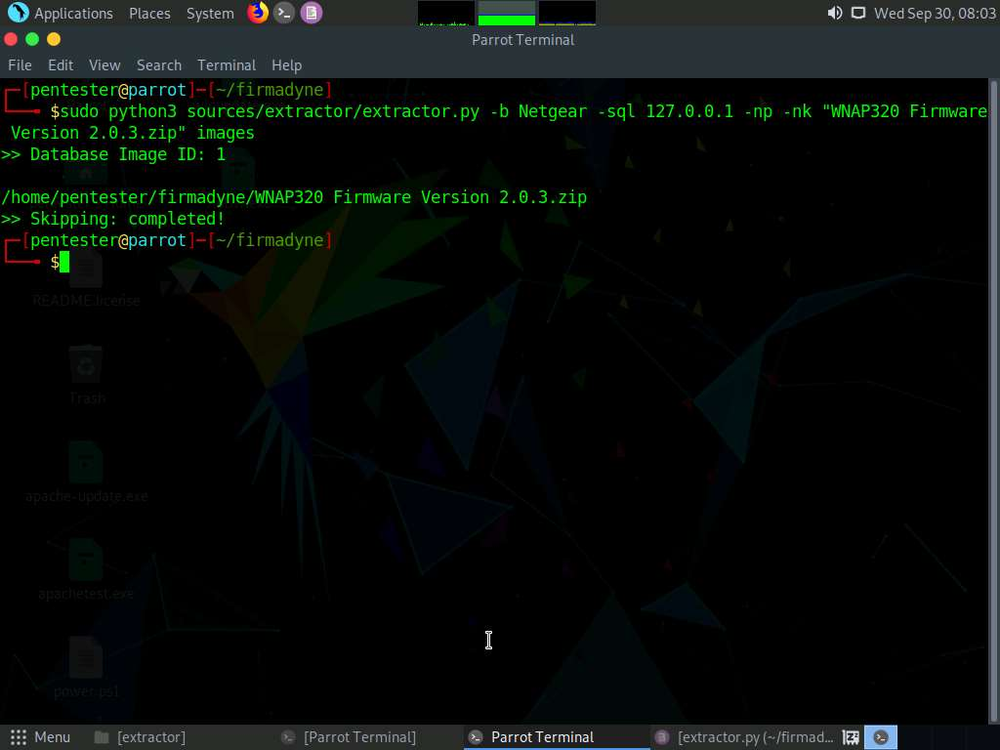 Applications Places System Wed Sep 30, 08:03
Parrot Terminal
File Edit View Search Terminal Help
┌─[pentester@parrot]─[~/firmadyne]
└──╼ $sudo python3 sources/extractor/extractor.py -b Netgear -sql 127.0.0.1 -np -nk "WNAP320 Firmware
Version 2.0.3.zip" images
>> Database Image ID: 1
/home/pentester/firmadyne/WNAP320 Firmware Version 2.0.3.zip
>> Skipping: completed!
┌─[pentester@parrot]─[~/firmadyne]
└──╼ $
README.license
Trash
apache-update.exe
apachetest.exe
power.ps1
Menu [extractor] [Parrot Terminal] Parrot Terminal [extractor.py (~/firmad...